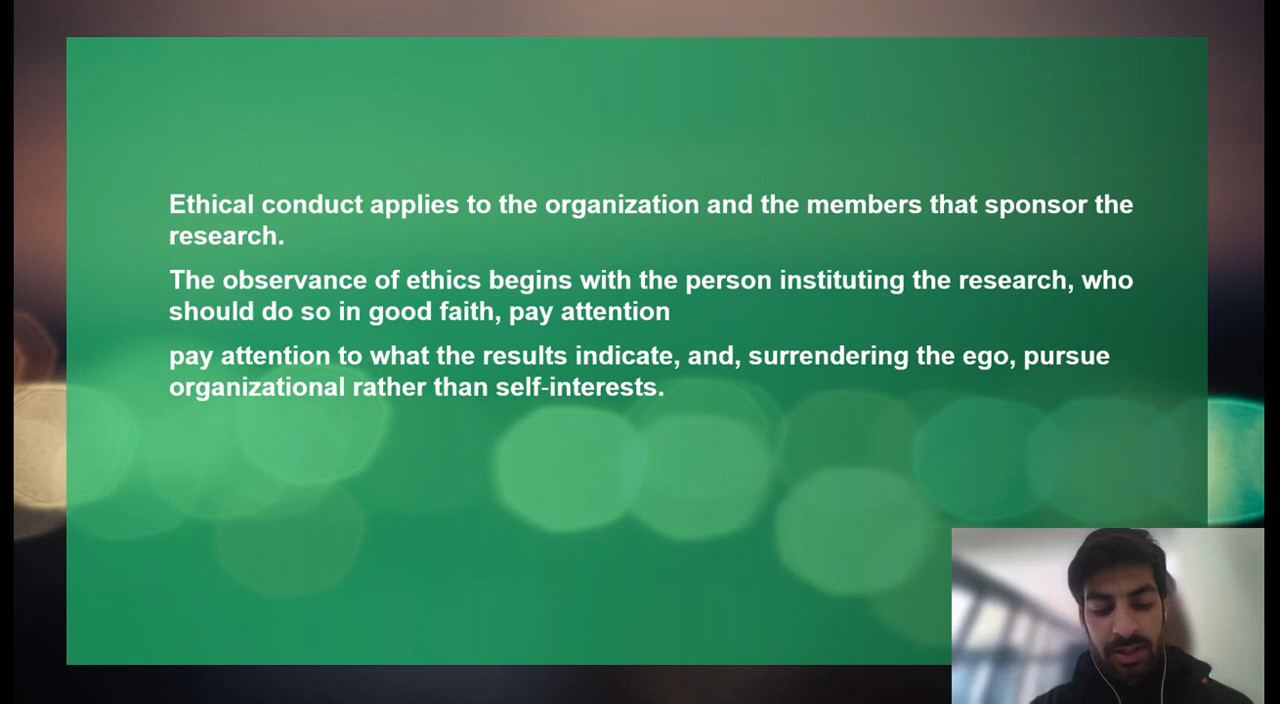 Ethical conduct applies to the organization and the members that sponsor the
research.
The observance of ethics begins with the person instituting the research, who
should do so in good faith, pay attention
pay attention to what the results indicate, and, surrendering the ego, pursue
organizational rather than self-interests.